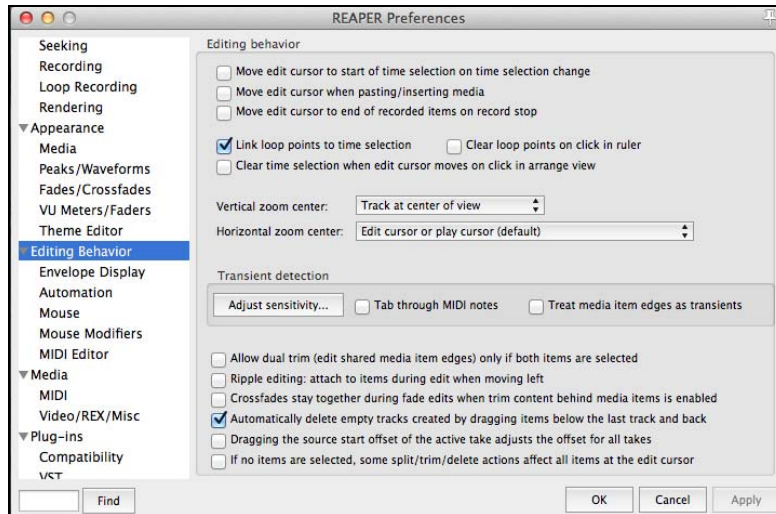 REAPER Preferences
Seeking
Recording
Loop Recording
Rendering
Appearance
Media
Peaks/Waveforms
Fades/Crossfades
VU Meters/Faders
Theme Editor
Editing Behavior
Envelope Display
Automation
Mouse
Mouse Modifiers
MIDI Editor
Media
MIDI
Video/REX/Misc
Plug-ins
Compatibility
VST
Find
Editing behavior
Move edit cursor to start of time selection on time selection change
Move edit cursor when pasting/inserting media
Move edit cursor to end of recorded items on record stop
Link loop points to time selection Clear loop points on click in ruler
Clear time selection when edit cursor moves on click in arrange view
Vertical zoom center: Track at center of view
Horizontal zoom center: Edit cursor or play cursor (default)
Transient detection
Adjust sensitivity... Tab through MIDI notes Treat media item edges as transients
Allow dual trim (edit shared media item edges) only if both items are selected
Ripple editing: attach to items during edit when moving left
Crossfades stay together during fade edits when trim content behind media items is enabled
Automatically delete empty tracks created by dragging items below the last track and back
Dragging the source start offset of the active take adjusts the offset for all takes
If no items are selected, some split/trim/delete actions affect all items at the edit cursor
OK Cancel Apply